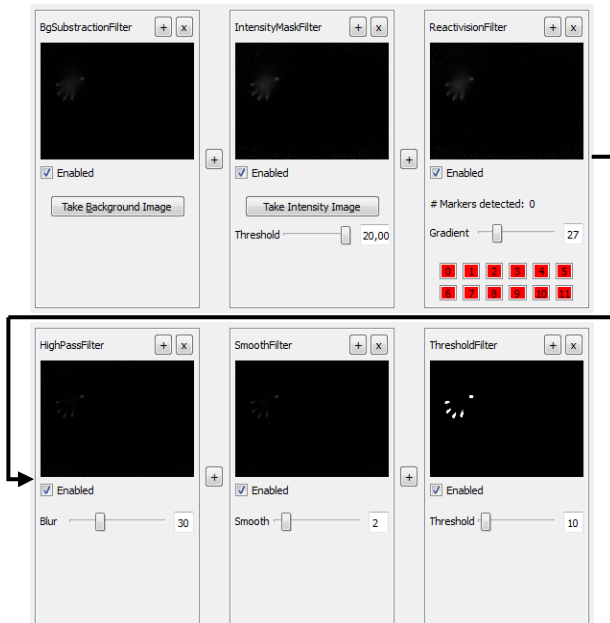 BgSubstractionFilter + x
IntensityMaskFilter + x
ReactivisionFilter + x
+
+
Enabled
Enabled
Enabled
Take Background Image
Take Intensity Image
# Markers detected: 0
Threshold 20,00
Gradient 27
0 1 2 3 4 5
6 7 8 9 10 11
HighPassFilter + x
SmoothFilter + x
ThresholdFilter + x
+
+
Enabled
Enabled
Enabled
Blur 30
Smooth 2
Threshold 10